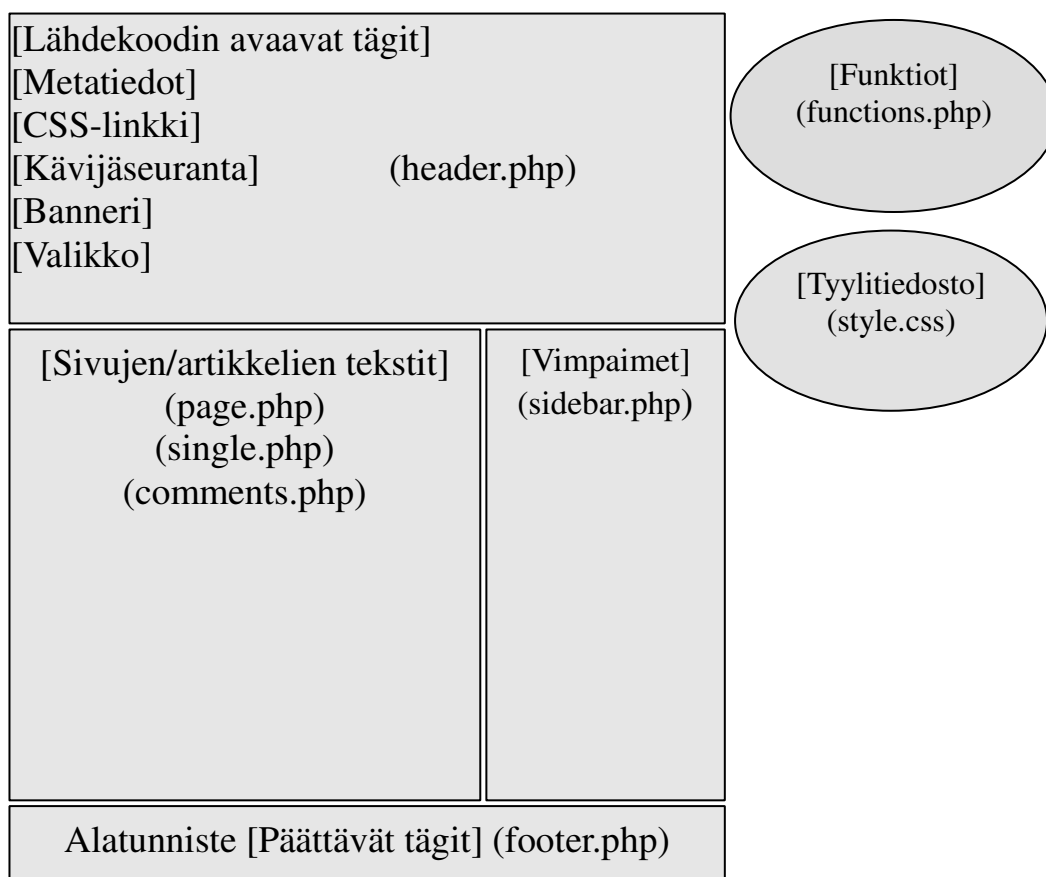 [Lähdekoodin avaavat tägit]
[Metatiedot]
[CSS-linkki]
[Kävijäseuranta] (header.php)
[Banneri]
[Valikko]
[Funktiot]
(functions.php)
[Tyylitiedosto]
(style.css)
[Sivujen/artikkelien tekstit]
(page.php)
(single.php)
(comments.php)
[Vimpaimet]
(sidebar.php)
Alatunniste [Päättävät tägit] (footer.php)